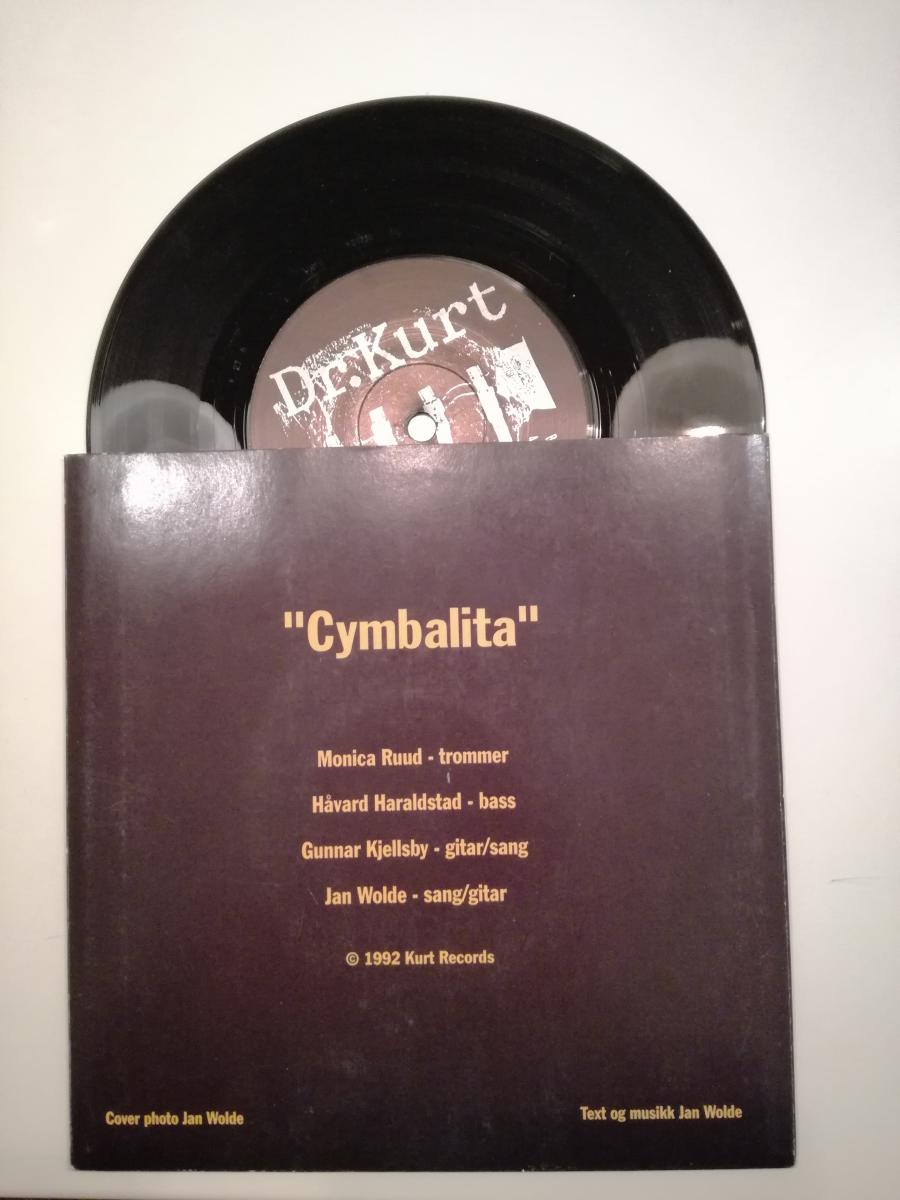 Dr.Kurt
"Cymbalita"
Monica Ruud - trommer
Håvard Haraldstad - bass
Gunnar Kjellsby - gitar/sang
Jan Wolde - sang/gitar
© 1992 Kurt Records
Cover photo Jan Wolde
Text og musikk Jan Wolde